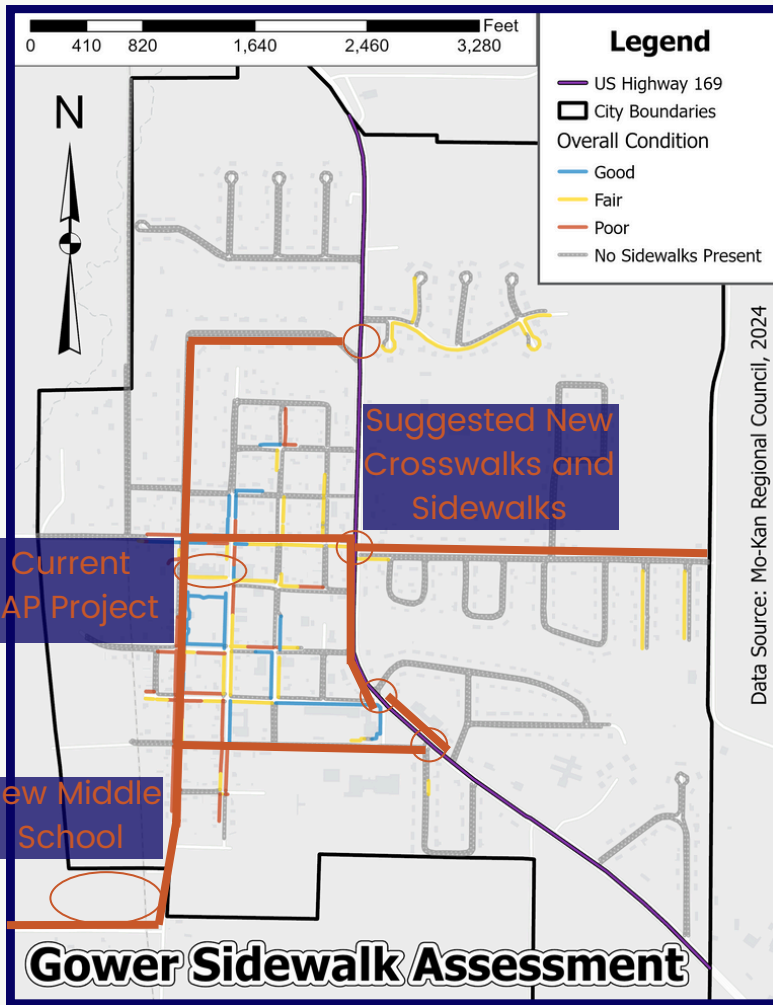 Feet
0 410 820 1,640 2,460 3,280
Legend
US Highway 169
City Boundaries
Overall Condition
Good
Fair
Poor
No Sidewalks Present
N
Data Source: Mo-Kan Regional Council, 2024
Suggested New
Crosswalks and
Sidewalks
Current
AP Project
ew Middle
School
Gower Sidewalk Assessment